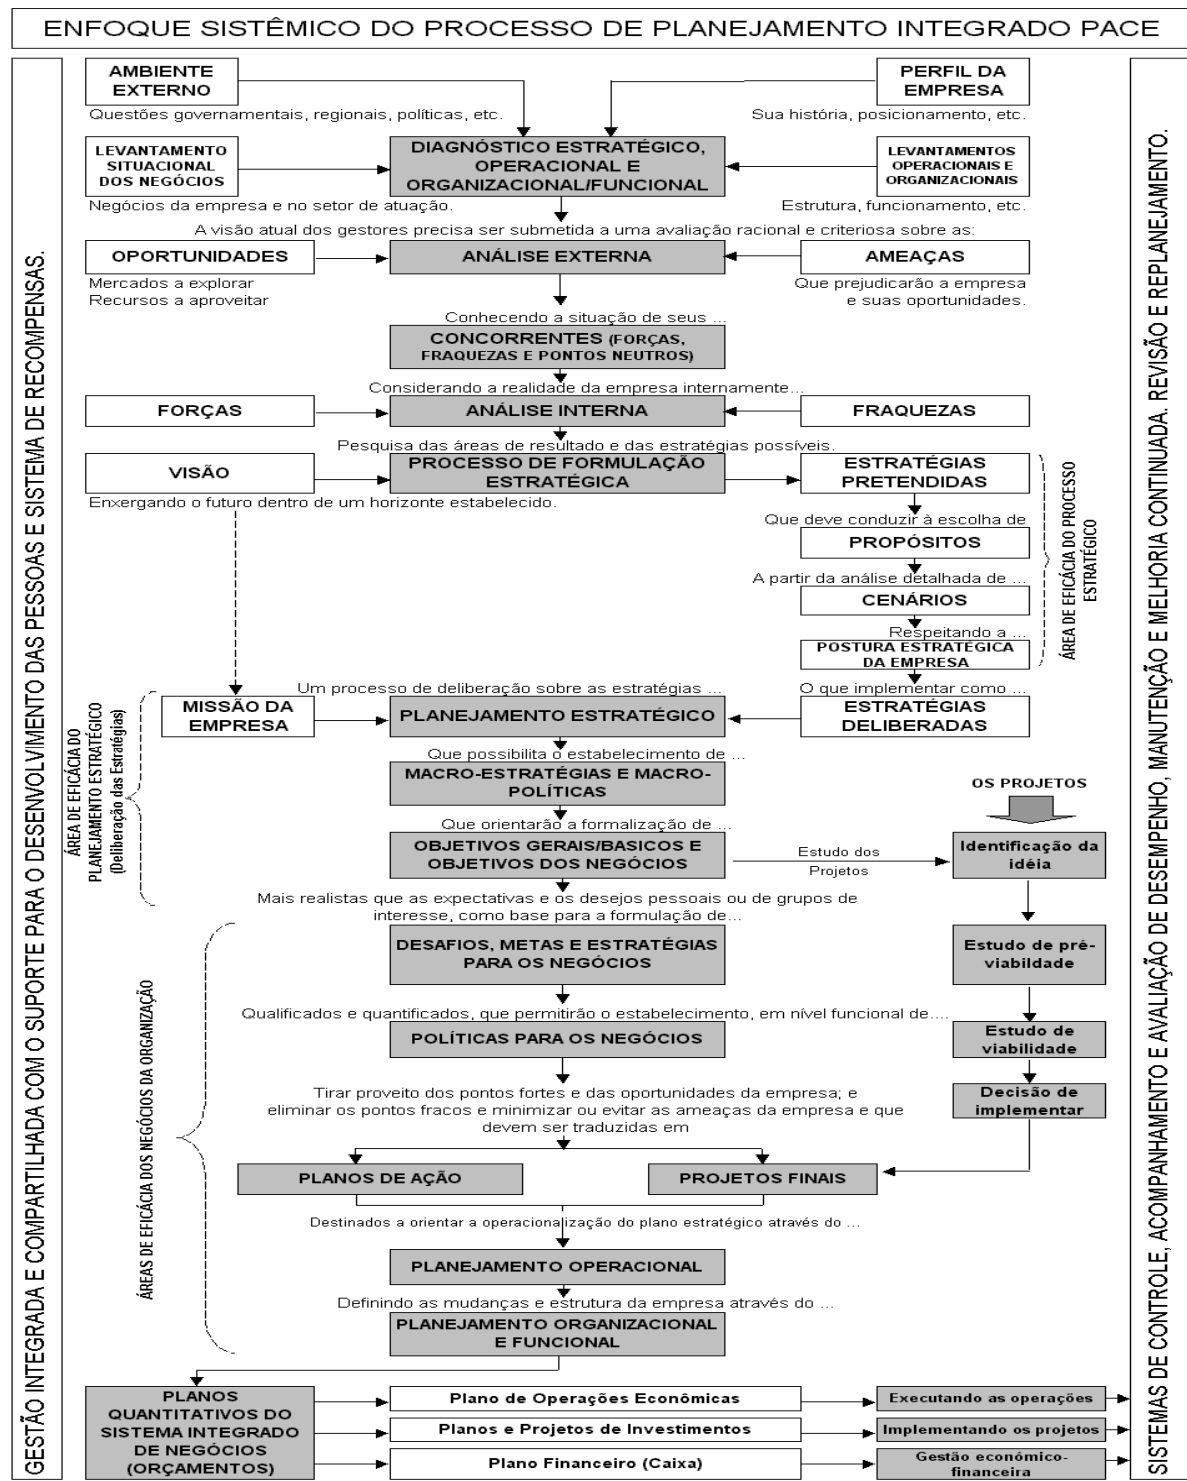 ENFOQUE SISTÊMICO DO PROCESSO DE PLANEJAMENTO INTEGRADO PACE
GESTÃO INTEGRADA E COMPARTILHADA COM O SUPORTE PARA O DESENVOLVIMENTO DAS PESSOAS E SISTEMA DE RECOMPENSAS.
AMBIENTE
EXTERNO
PERFIL DA
EMPRESA
Questões governamentais, regionais, políticas, etc.
Sua história, posicionamento, etc.
LEVANTAMENTO
SITUACIONAL
DOS NEGÓCIOS
DIAGNÓSTICO ESTRATÉGICO,
OPERACIONAL E
ORGANIZACIONAL/FUNCIONAL
LEVANTAMENTOS
OPERACIONAIS E
ORGANIZACIONAIS
Negócios da empresa e no setor de atuação.
Estrutura, funcionamento, etc.
A visão atual dos gestores precisa ser submetida a uma avaliação racional e criteriosa sobre as:
OPORTUNIDADES
ANÁLISE EXTERNA
AMEAÇAS
Mercados a explorar
Recursos a aproveitar
Que prejudicarão a empresa
e suas oportunidades.
Conhecendo a situação de seus ...
CONCORRENTES (FORÇAS,
FRAQUEZAS E PONTOS NEUTROS)
Considerando a realidade da empresa internamente...
FORÇAS
ANÁLISE INTERNA
FRAQUEZAS
Pesquisa das áreas de resultado e das estratégias possíveis.
VISÃO
PROCESSO DE FORMULAÇÃO
ESTRATÉGICA
ESTRATÉGIAS
PRETENDIDAS
Enxergando o futuro dentro de um horizonte estabelecido.
Que deve conduzir à escolha de
PROPÓSITOS
A partir da análise detalhada de ...
CENÁRIOS
Respeitando a ...
POSTURA ESTRATÉGICA
DA EMPRESA
ÁREA DE EFICÁCIA DO PROCESSO
ESTRATÉGICO
Um processo de deliberação sobre as estratégias ...
O que implementar como ...
MISSÃO DA
EMPRESA
PLANEJAMENTO ESTRATÉGICO
ESTRATÉGIAS
DELIBERADAS
ÁREA DE EFICÁCIA DO
PLANEJAMENTO ESTRATÉGICO
(Deliberação das Estratégias)
Que possibilita o estabelecimento de ...
MACRO-ESTRATÉGIAS E MACRO-
POLÍTICAS
OS PROJETOS
Que orientarão a formalização de ...
OBJETIVOS GERAIS/BASICOS E
OBJETIVOS DOS NEGÓCIOS
Estudo dos
Projetos
Identificação da
idéia
Mais realistas que as expectativas e os desejos pessoais ou de grupos de
interesse, como base para a formulação de...
DESAFIOS, METAS E ESTRATÉGIAS
PARA OS NEGÓCIOS
Estudo de pré-
viabildade
Qualificados e quantificados, que permitirão o estabelecimento, em nível funcional de....
POLÍTICAS PARA OS NEGÓCIOS
Estudo de
viabilidade
Tirar proveito dos pontos fortes e das oportunidades da empresa; e
eliminar os pontos fracos e minimizar ou evitar as ameaças da empresa e que
devem ser traduzidas em
Decisão de
implementar
PLANOS DE AÇÃO
PROJETOS FINAIS
ÁREAS DE EFICÁCIA DOS NEGÓCIOS DA ORGANIZAÇÃO
Destinados a orientar a operacionalização do plano estratégico através do ...
PLANEJAMENTO OPERACIONAL
Definindo as mudanças e estrutura da empresa através do ...
PLANEJAMENTO ORGANIZACIONAL
E FUNCIONAL
PLANOS
QUANTITATIVOS DO
SISTEMA INTEGRADO
DE NEGÓCIOS
(ORÇAMENTOS)
Plano de Operações Econômicas
Executando as operações
Planos e Projetos de Investimentos
Implementando os projetos
Plano Financeiro (Caixa)
Gestão económico-
financeira
SISTEMAS DE CONTROLE, ACOMPANHAMENTO E AVALIAÇÃO DE DESEMPENHO, MANUTENÇÃO E MELHORIA CONTINUADA. REVISÃO E REPLANEJAMENTO.